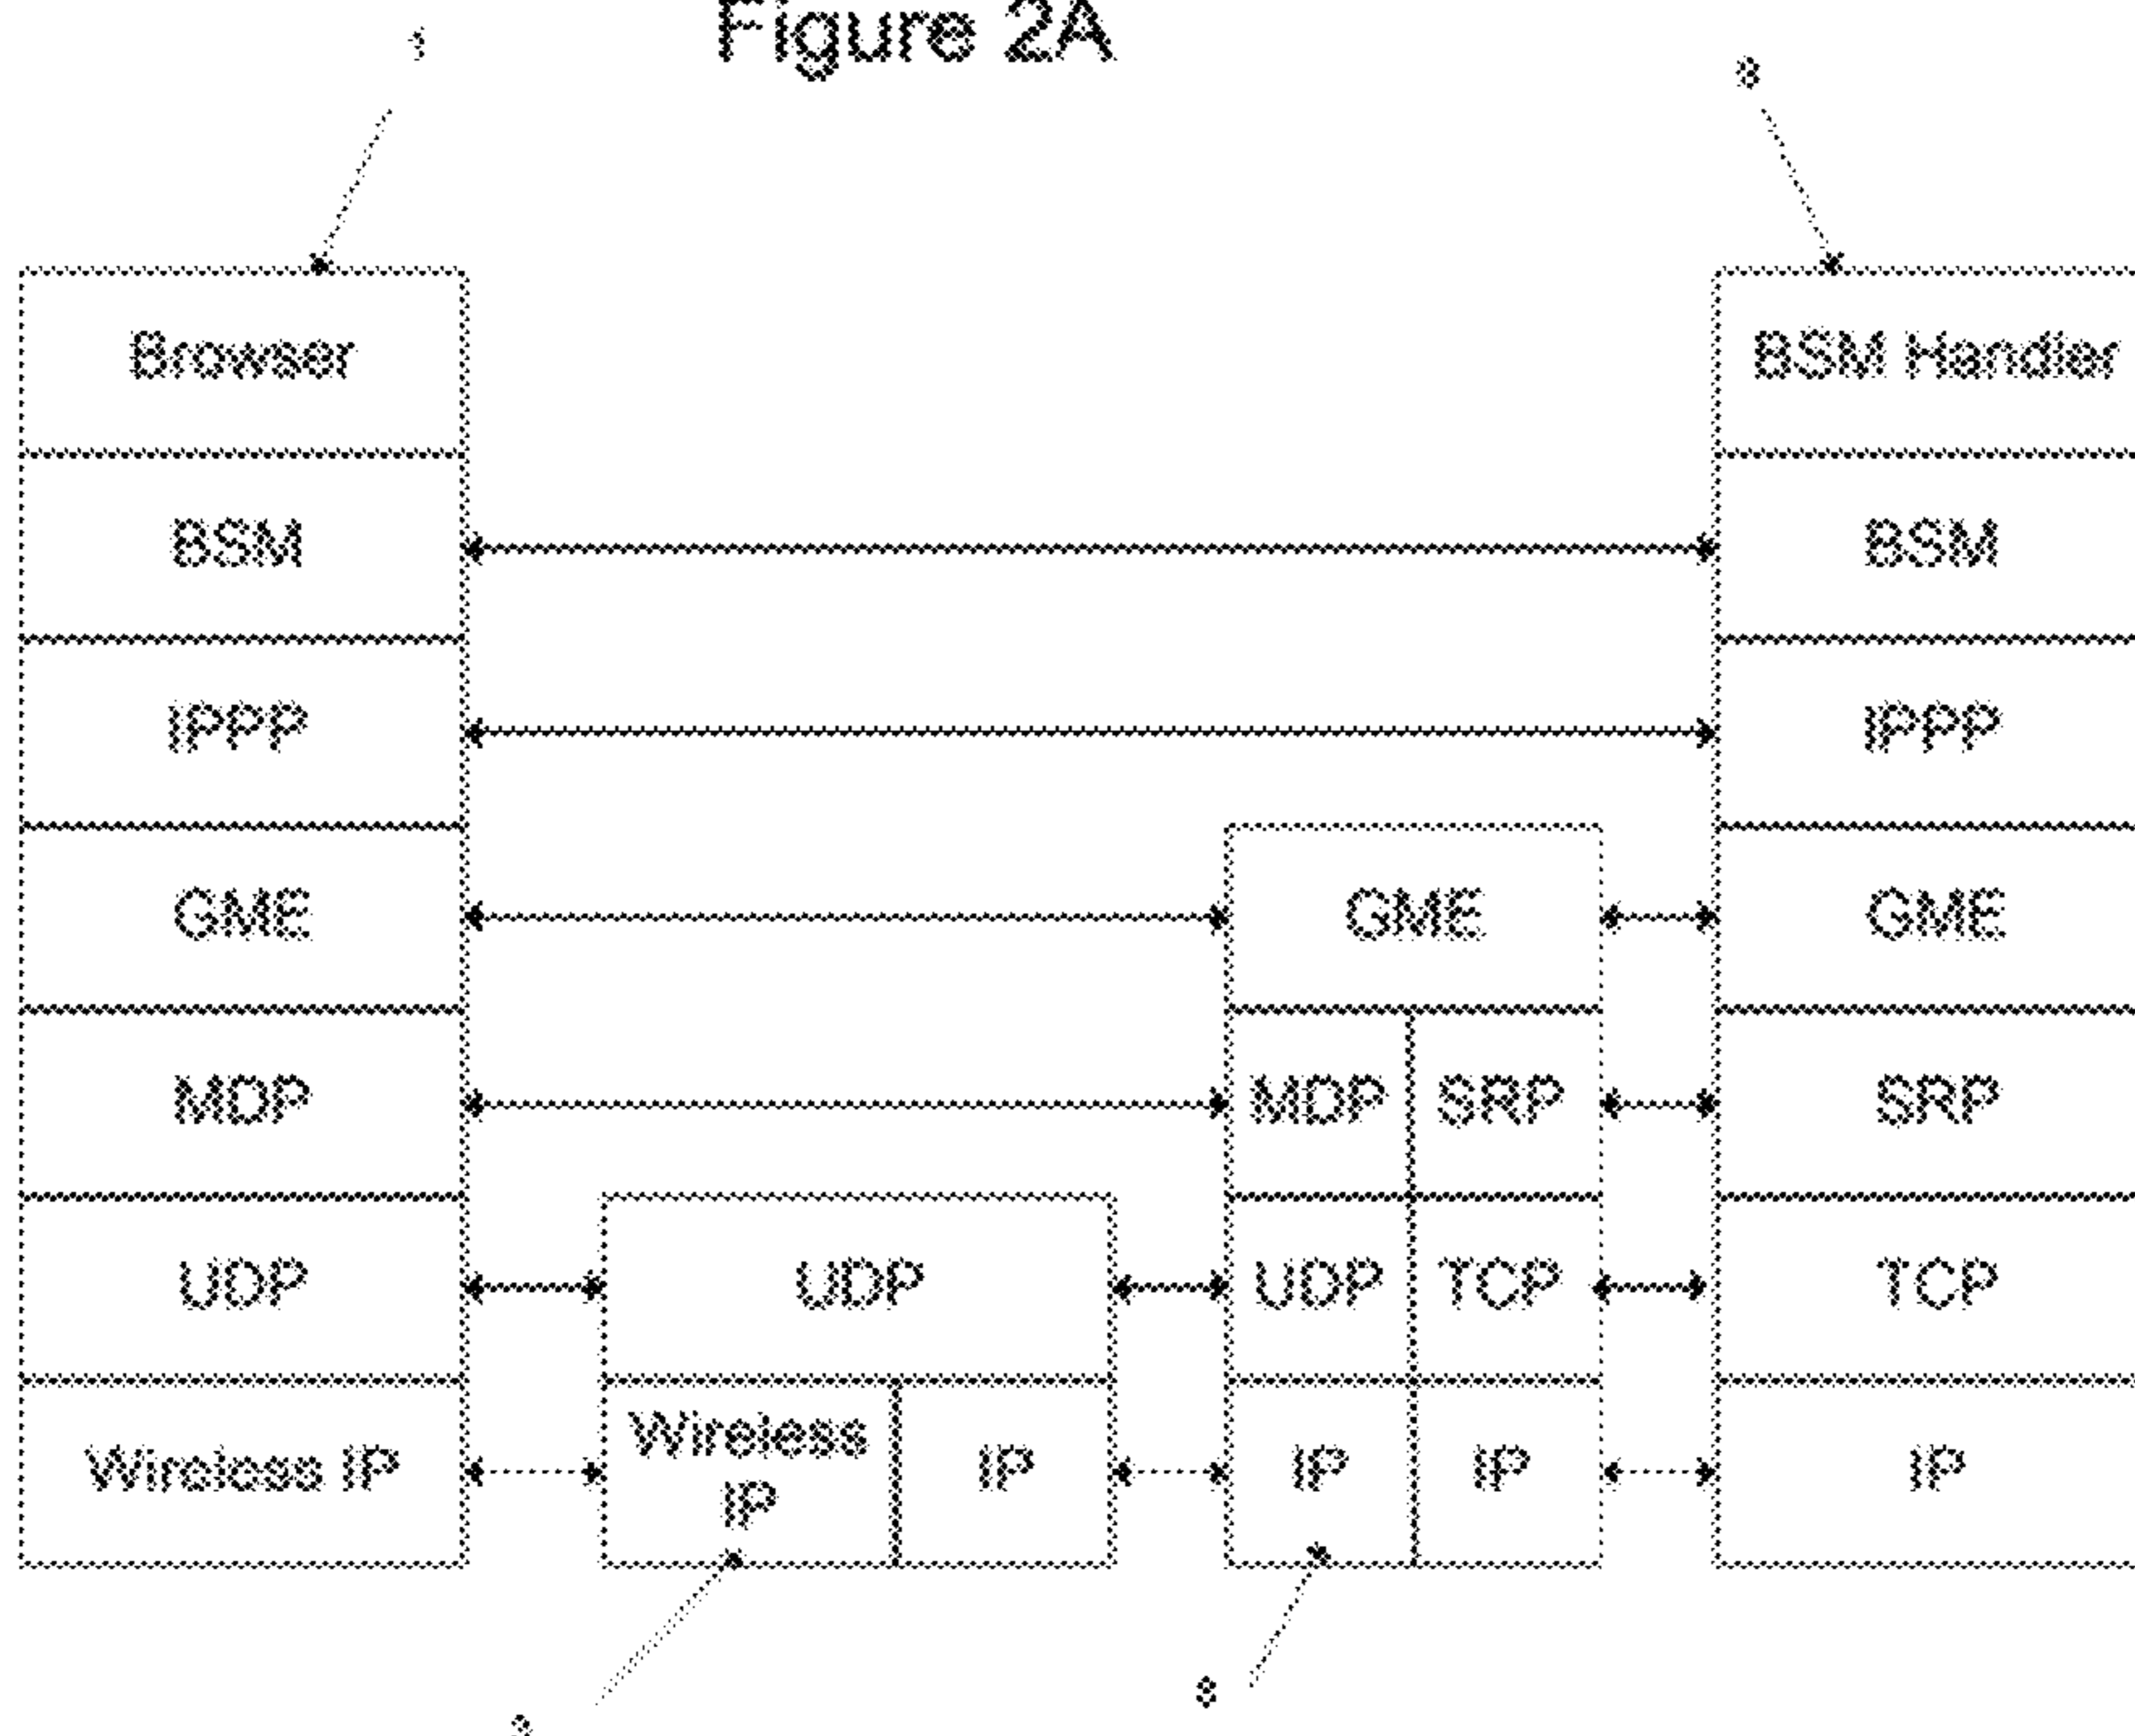 Figure 2A
1
Browser
BSM Handler
BSM
BSM
IPPP
IPPP
GME
GME
GME
MDP
MDP
SRP
SRP
UDP
UDP
UDP
TCP
TCP
Wireless IP
Wireless
IP
IP
IP
IP
IP